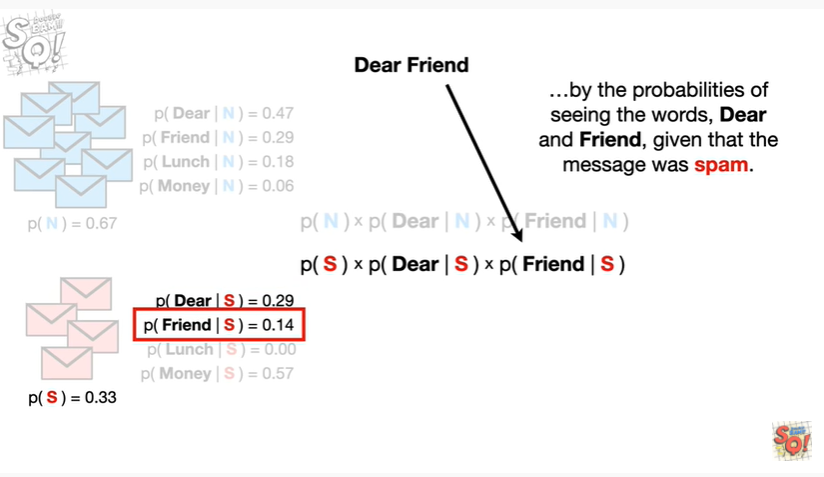 SQ!
Dear Friend
…by the probabilities of
seeing the words, Dear
and Friend, given that the
message was spam.
p( Dear | N ) = 0.47
p( Friend | N ) = 0.29
p( Lunch | N ) = 0.18
p( Money | N ) = 0.06
p( N ) = 0.67
p( N ) × p( Dear | N ) × p( Friend | N )
p( S ) × p( Dear | S ) × p( Friend | S )
p( Dear | S ) = 0.29
p( Friend | S ) = 0.14
p( Lunch | S ) = 0.00
p( Money | S ) = 0.57
p( S ) = 0.33
SQ!